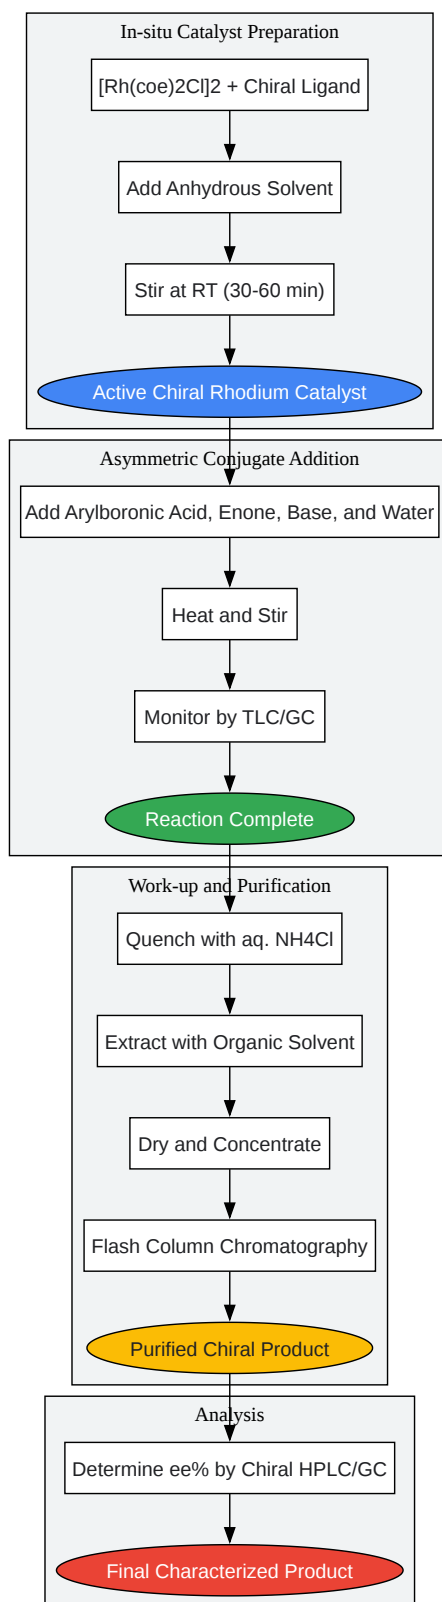 In-situ Catalyst Preparation
[Rh(coe)2Cl]2 + Chiral Ligand
Add Anhydrous Solvent
Stir at RT (30-60 min)
Active Chiral Rhodium Catalyst
Asymmetric Conjugate Addition
Add Arylboronic Acid, Enone, Base, and Water
Heat and Stir
Monitor by TLC/GC
Reaction Complete
Work-up and Purification
Quench with aq. NH4Cl
Extract with Organic Solvent
Dry and Concentrate
Flash Column Chromatography
Purified Chiral Product
Analysis
Determine ee% by Chiral HPLC/GC
Final Characterized Product